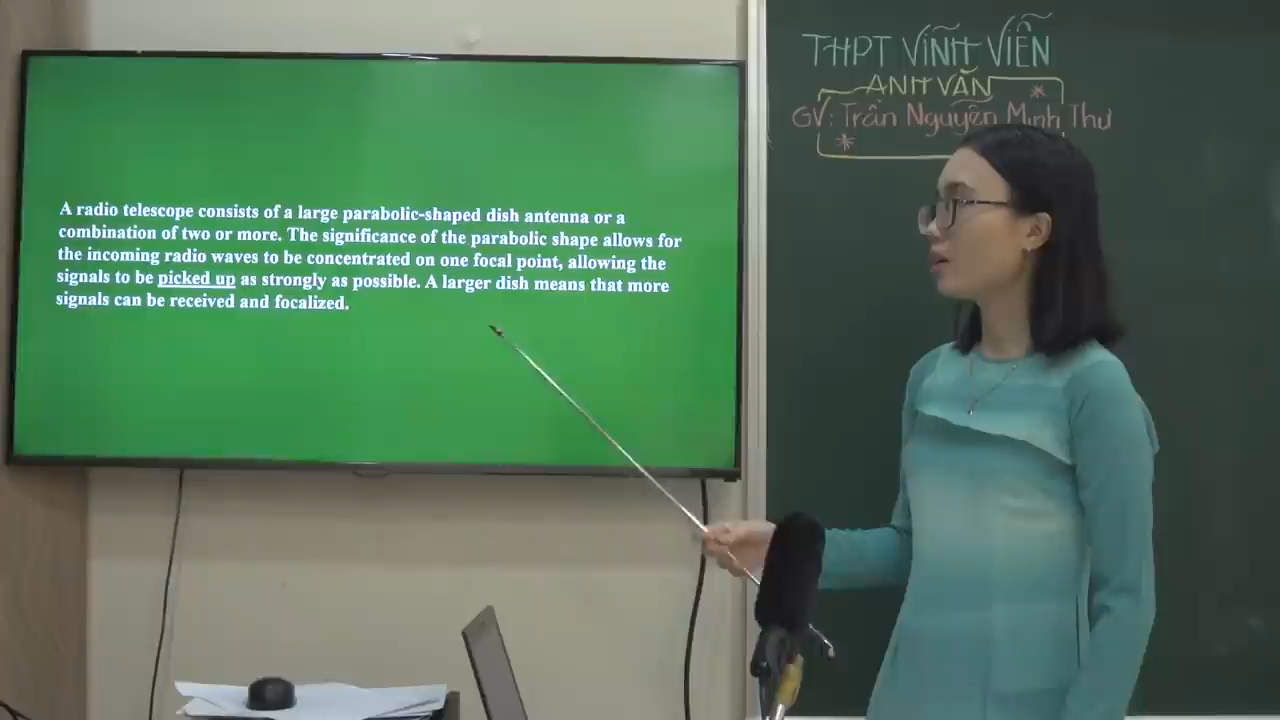 A radio telescope consists of a large parabolic-shaped dish antenna or a
combination of two or more. The significance of the parabolic shape allows for
the incoming radio waves to be concentrated on one focal point, allowing the
signals to be picked up as strongly as possible. A larger dish means that more
signals can be received and focalized.
THPT VĨNH VIỄN
ANH VĂN
GV: Trần Nguyễn Minh Thư